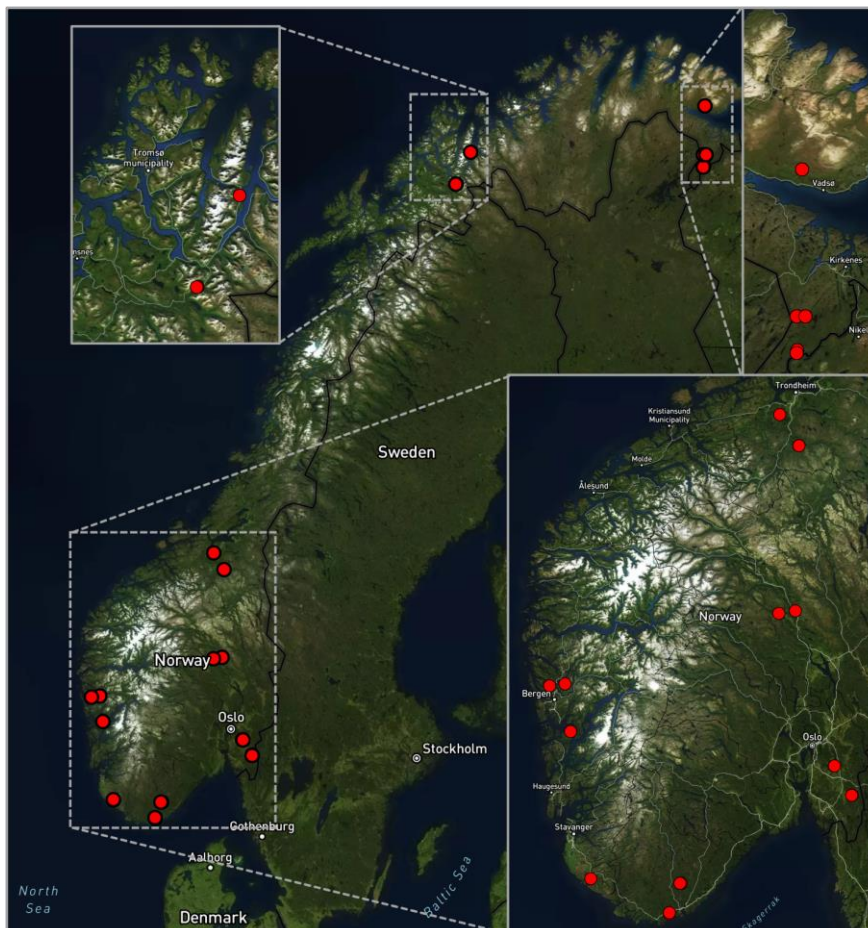 Tromsø
municipality
nsnes
Vadsø
Kirkenes
Nikel
Sweden
Norway
Oslo
Stockholm
Gothenburg
Aalborg
Denmark
North
Sea
Baltic Sea
Trondheim
Kristiansund
Municipality
Molde
Ålesund
Norway
Bergen
Oslo
Haugesund
Stavanger
Skagerrak